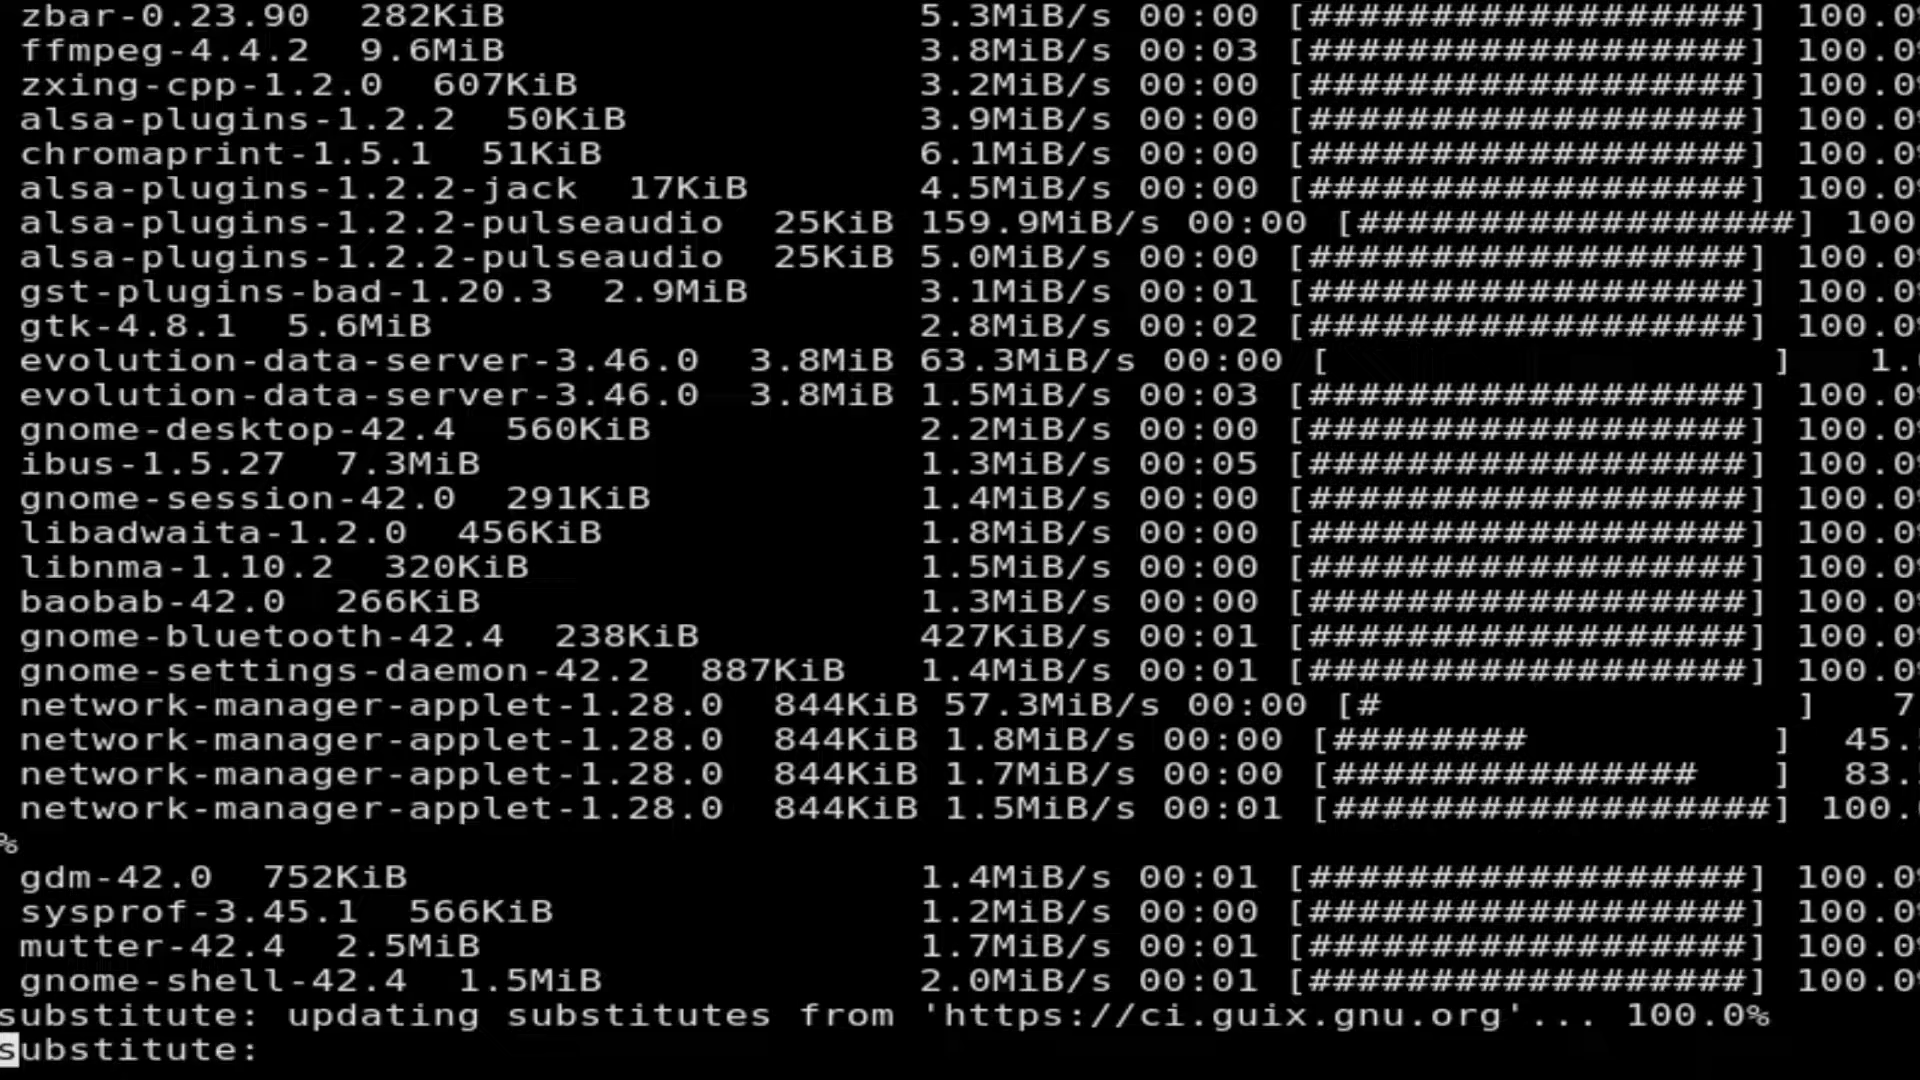 zbar-0.23.90  282KiB 5.3MiB/s 00:00 [##################] 100.0
ffmpeg-4.4.2  9.6MiB 3.8MiB/s 00:03 [##################] 100.0
zxing-cpp-1.2.0  607KiB 3.2MiB/s 00:00 [##################] 100.0
alsa-plugins-1.2.2  50KiB 3.9MiB/s 00:00 [##################] 100.0
chromaprint-1.5.1  51KiB 6.1MiB/s 00:00 [##################] 100.0
alsa-plugins-1.2.2-jack  17KiB 4.5MiB/s 00:00 [##################] 100.0
alsa-plugins-1.2.2-pulseaudio  25KiB 159.9MiB/s 00:00 [##################] 100
alsa-plugins-1.2.2-pulseaudio  25KiB 5.0MiB/s 00:00 [##################] 100.0
gst-plugins-bad-1.20.3  2.9MiB 3.1MiB/s 00:01 [##################] 100.0
gtk-4.8.1  5.6MiB 2.8MiB/s 00:02 [##################] 100.0
evolution-data-server-3.46.0  3.8MiB 63.3MiB/s 00:00 [                  ] 1.
evolution-data-server-3.46.0  3.8MiB 1.5MiB/s 00:03 [##################] 100.0
gnome-desktop-42.4  560KiB 2.2MiB/s 00:00 [##################] 100.0
ibus-1.5.27  7.3MiB 1.3MiB/s 00:05 [##################] 100.0
gnome-session-42.0  291KiB 1.4MiB/s 00:00 [##################] 100.0
libadwaita-1.2.0  456KiB 1.8MiB/s 00:00 [##################] 100.0
libnma-1.10.2  320KiB 1.5MiB/s 00:00 [##################] 100.0
baobab-42.0  266KiB 1.3MiB/s 00:00 [##################] 100.0
gnome-bluetooth-42.4  238KiB 427KiB/s 00:01 [##################] 100.0
gnome-settings-daemon-42.2  887KiB 1.4MiB/s 00:01 [##################] 100.0
network-manager-applet-1.28.0  844KiB 57.3MiB/s 00:00 [#                 ] 7
network-manager-applet-1.28.0  844KiB 1.8MiB/s 00:00 [########          ] 45.
network-manager-applet-1.28.0  844KiB 1.7MiB/s 00:00 [###############   ] 83.
network-manager-applet-1.28.0  844KiB 1.5MiB/s 00:01 [##################] 100.
%
gdm-42.0  752KiB 1.4MiB/s 00:01 [##################] 100.0
sysprof-3.45.1  566KiB 1.2MiB/s 00:00 [##################] 100.0
mutter-42.4  2.5MiB 1.7MiB/s 00:01 [##################] 100.0
gnome-shell-42.4  1.5MiB 2.0MiB/s 00:01 [##################] 100.0
substitute: updating substitutes from 'https://ci.guix.gnu.org'... 100.0%
substitute: